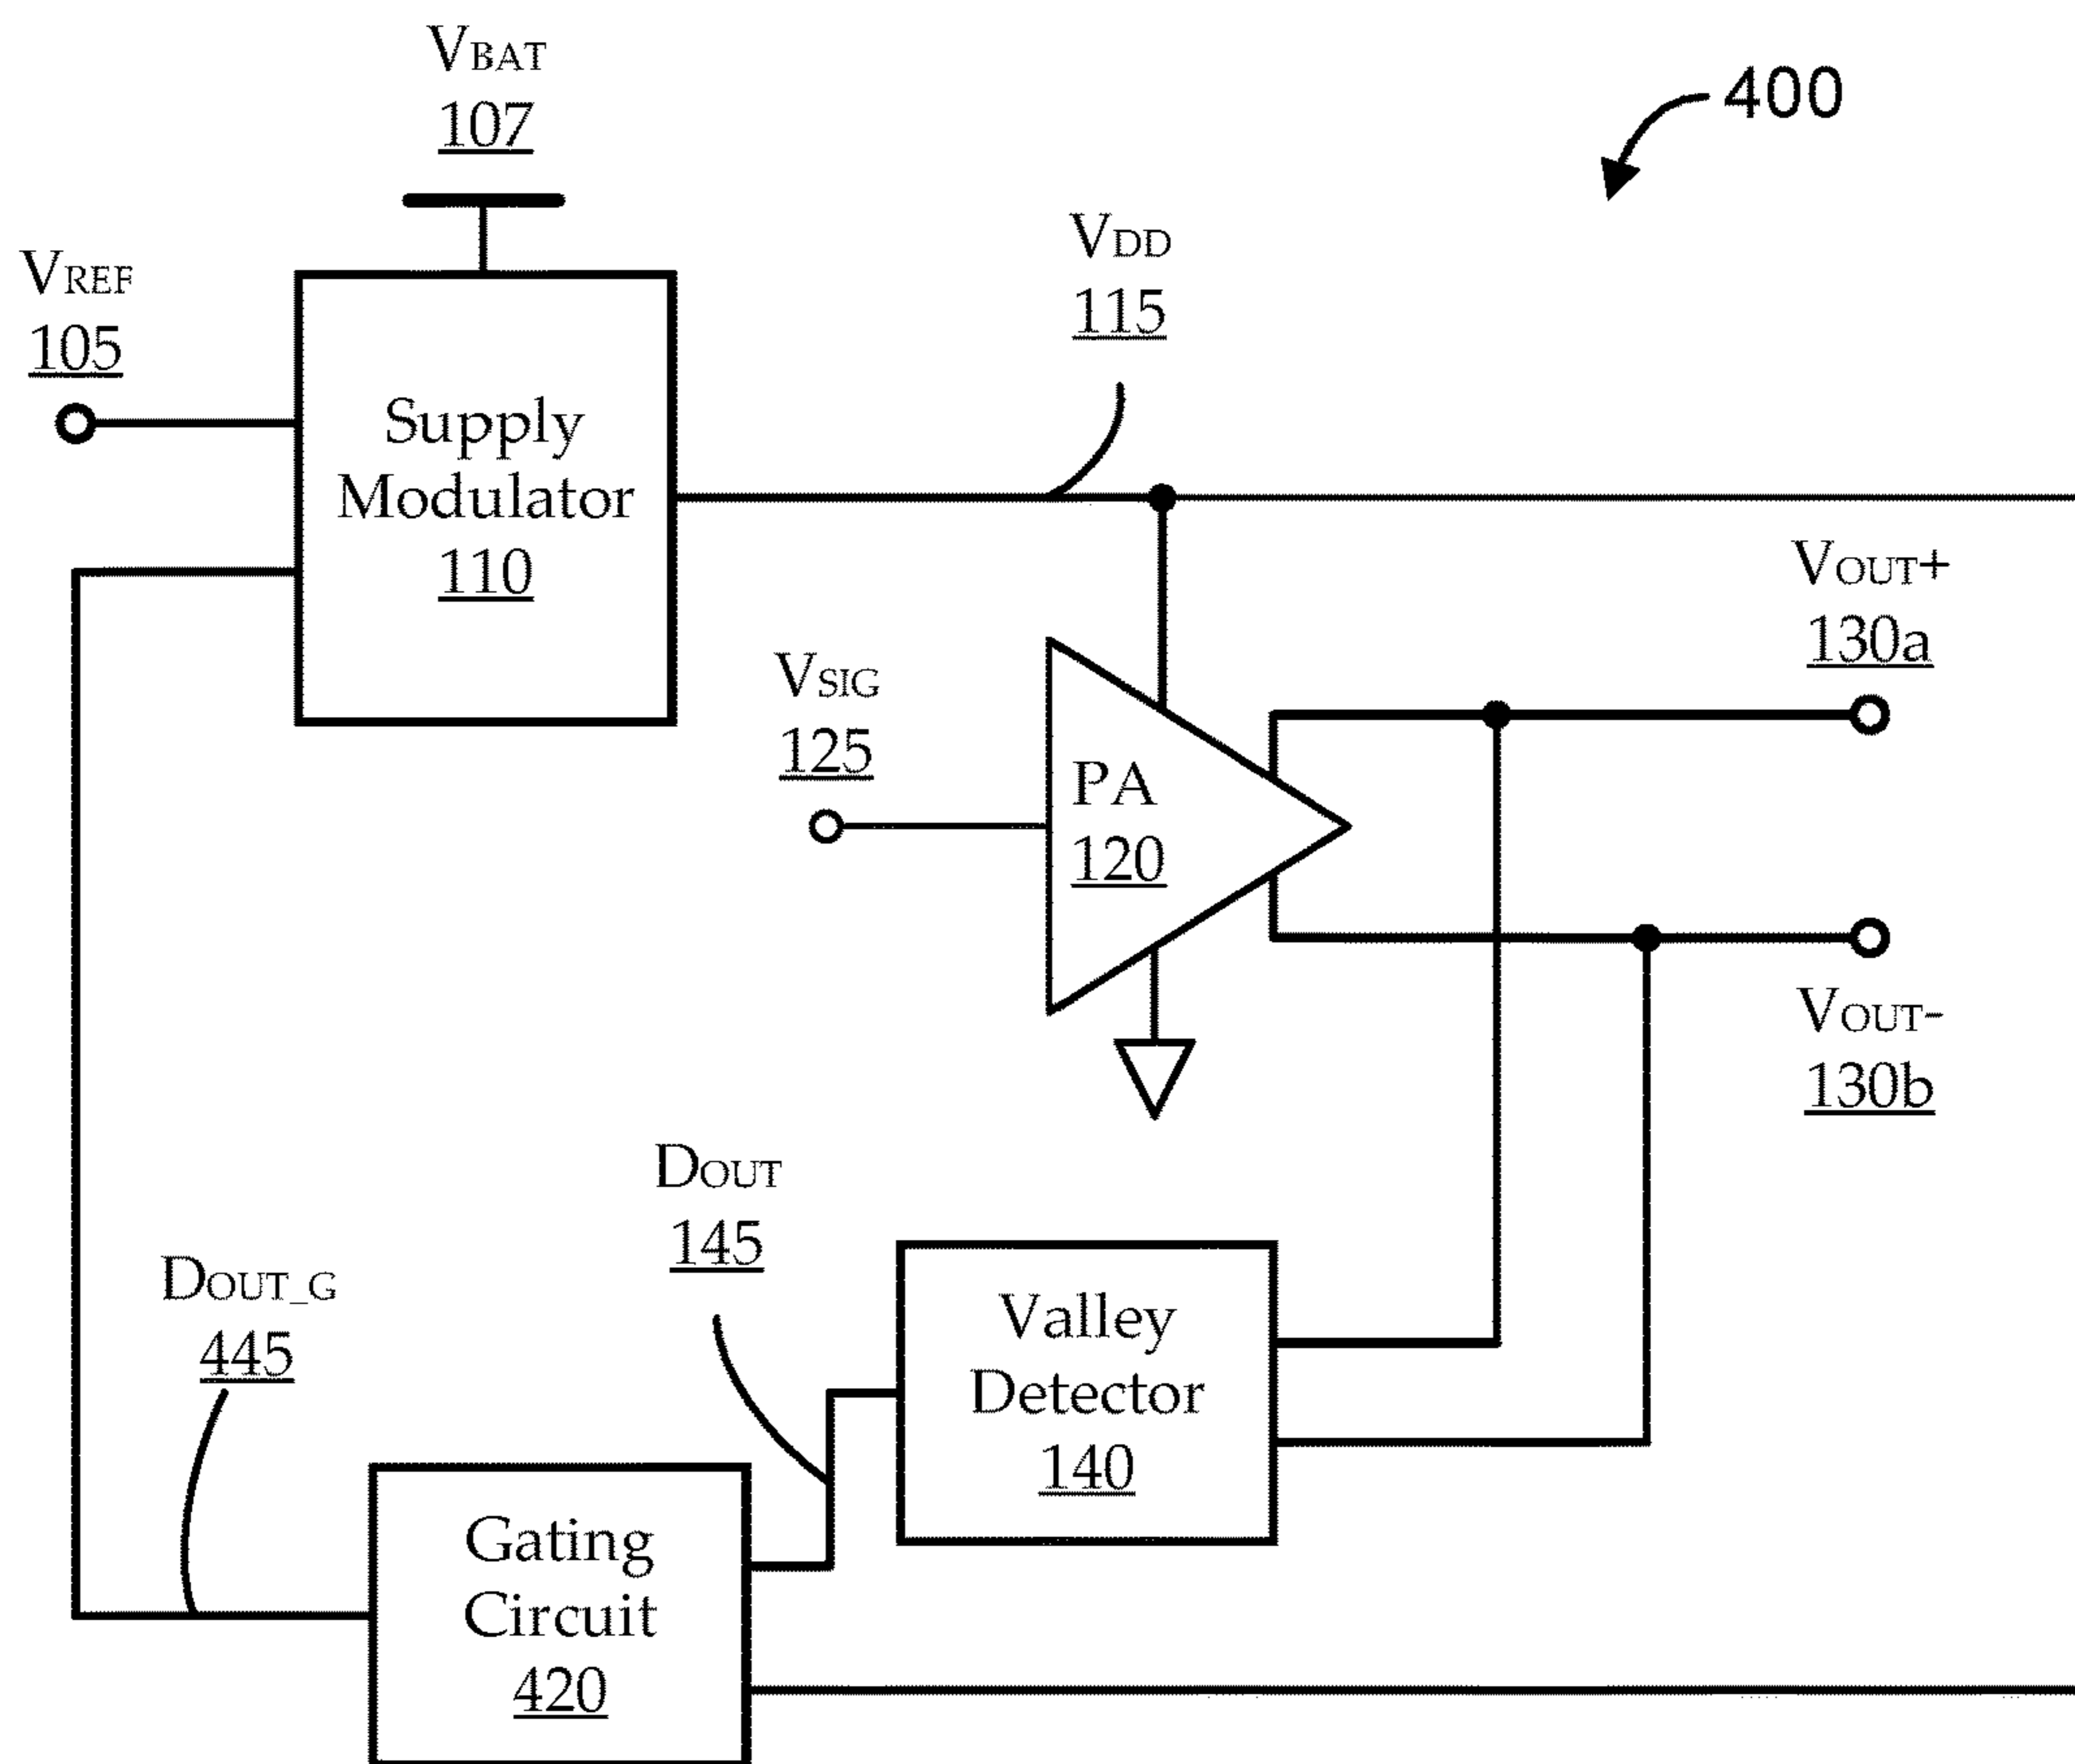 VBAT
107
400
VREF
105
VDD
115
Supply
Modulator
110
VOUT+
130a
VSIG
125
PA
120
VOUT-
130b
DOUT
145
DOUT_G
445
Valley
Detector
140
Gating
Circuit
420